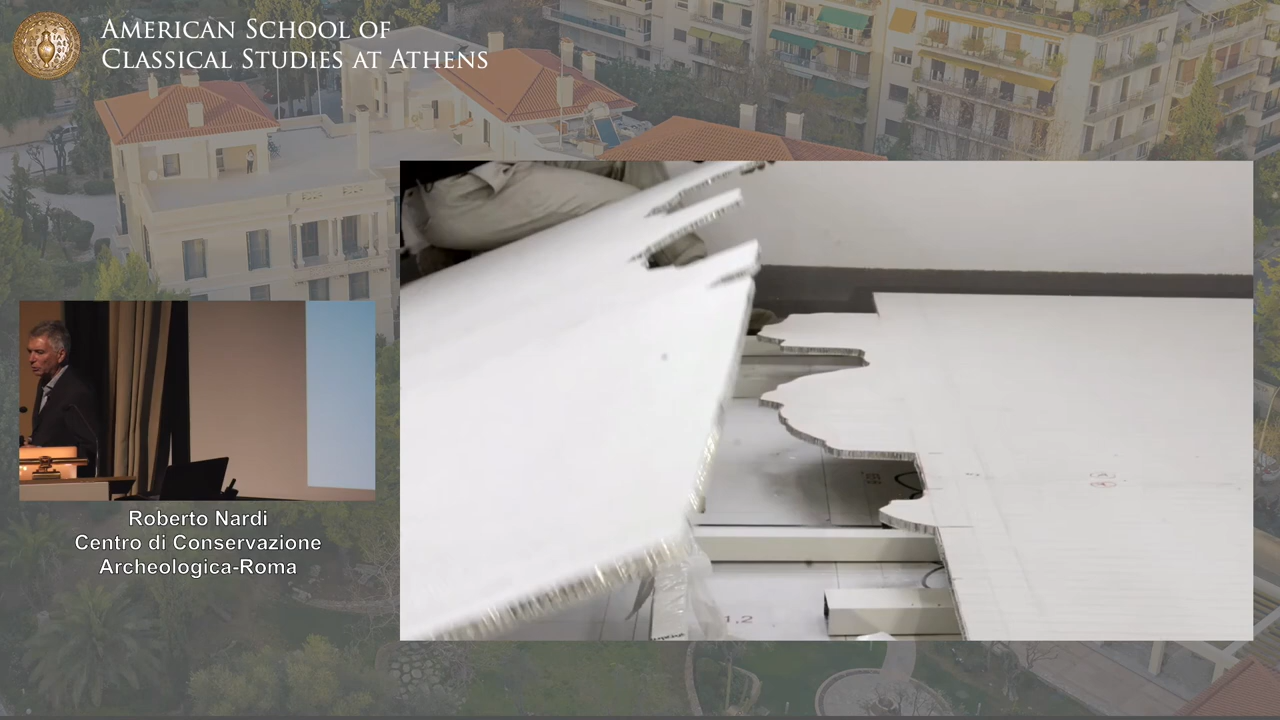 AMERICAN SCHOOL OF
CLASSICAL STUDIES AT ATHENS
Roberto Nardi
Centro di Conservazione
Archeologica-Roma
1.2